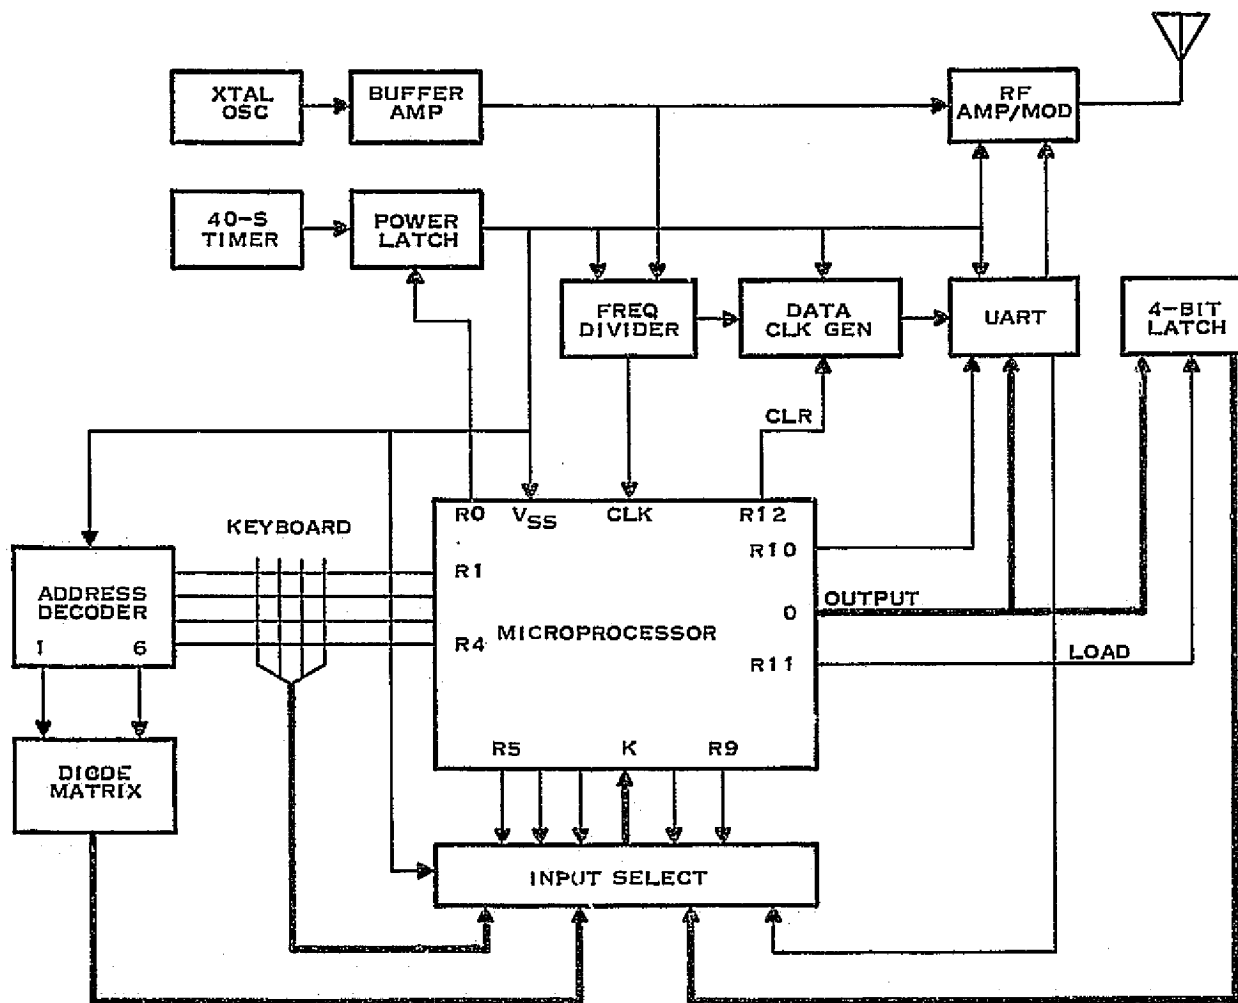 XTAL
OSC
BUFFER
AMP
RF
AMP/MOD
40-S
TIMER
POWER
LATCH
FREQ
DIVIDER
DATA
CLK GEN
UART
4-BIT
LATCH
CLR
KEYBOARD
R0
VSS
CLK
R12
R10
R1
ADDRESS
DECODER
OUTPUT
O
MICROPROCESSOR
R4
1
6
R11
LOAD
R5
K
R9
DIODE
MATRIX
INPUT SELECT